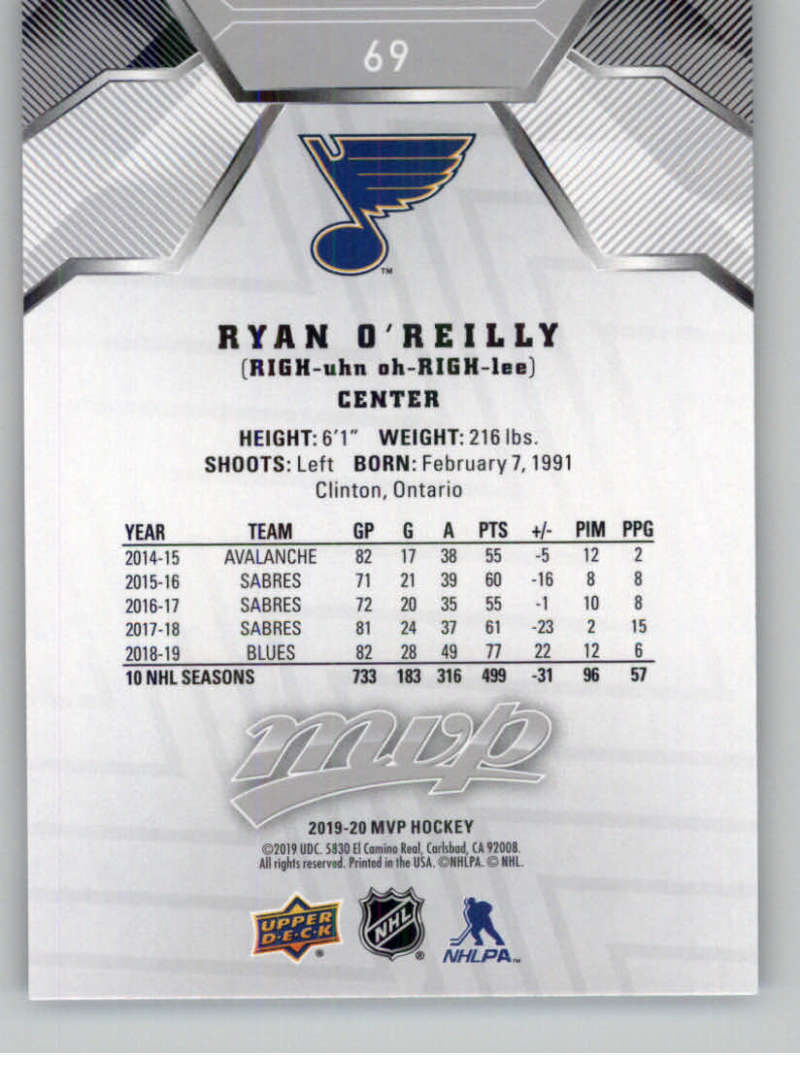 69
TM
RYAN O'REILLY
(RIGH-uhn oh-RIGH-lee)
CENTER
HEIGHT: 6'1" WEIGHT: 216 lbs.
SHOOTS: Left BORN: February 7, 1991
Clinton, Ontario
YEAR TEAM GP G A PTS +/- PIM PPG
2014-15 AVALANCHE 82 17 38 55 -5 12 2
2015-16 SABRES 71 21 39 60 -16 8 8
2016-17 SABRES 72 20 35 55 -1 10 8
2017-18 SABRES 81 24 37 61 -23 2 15
2018-19 BLUES 82 28 49 77 22 12 6
10 NHL SEASONS 733 183 316 499 -31 96 57
mvp
2019-20 MVP HOCKEY
©2019 UDC. 5830 El Camino Real, Carlsbad, CA 92008.
All rights reserved. Printed in the USA. ©NHLPA. © NHL.
UPPER
D·E·C·K ®
NHL ®
NHLPA™